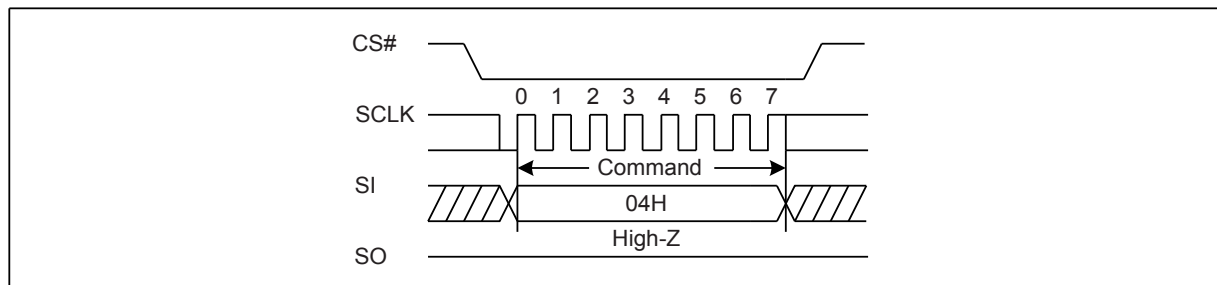 CS#
0 1 2 3 4 5 6 7
SCLK
Command
SI
04H
High-Z
SO